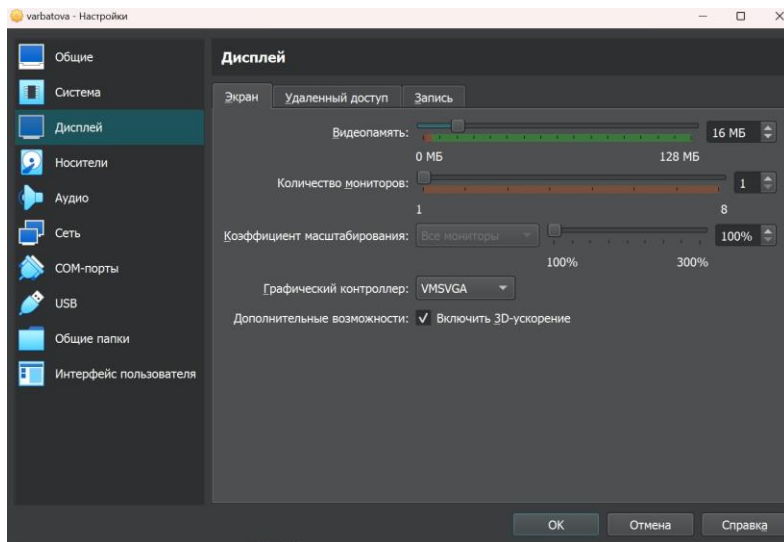 varbatova - Настройки
Общие
Система
Дисплей
Носители
Аудио
Сеть
COM-порты
USB
Общие папки
Интерфейс пользователя
Дисплей
Экран Удаленный доступ Запись
Видеопамять: 16 МБ
0 МБ 128 МБ
Количество мониторов: 1
1 8
Коэффициент масштабирования: Все мониторы 100%
100% 300%
Графический контроллер: VMSVGA
Дополнительные возможности: Включить 3D-ускорение
OK Отмена Справка